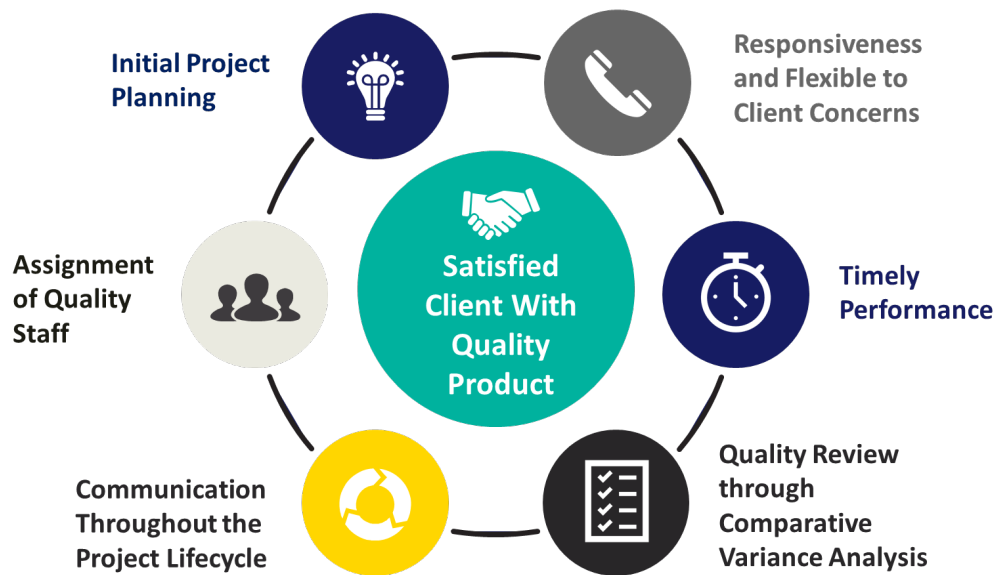 Initial Project
Planning
Responsiveness
and Flexible to
Client Concerns
Assignment
of Quality
Staff
Satisfied
Client With
Quality
Product
Timely
Performance
Communication
Throughout the
Project Lifecycle
Quality Review
through
Comparative
Variance Analysis